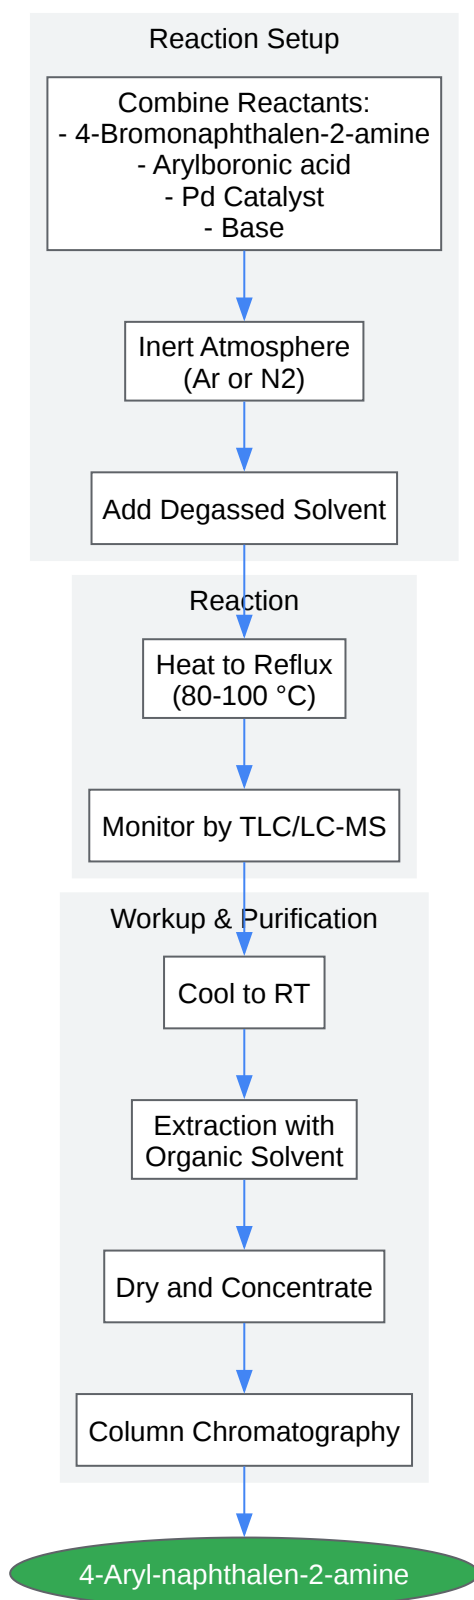 Reaction Setup
Combine Reactants:
- 4-Bromonaphthalen-2-amine
- Arylboronic acid
- Pd Catalyst
- Base
Inert Atmosphere
(Ar or N2)
Add Degassed Solvent
Reaction
Heat to Reflux
(80-100 °C)
Monitor by TLC/LC-MS
Workup & Purification
Cool to RT
Extraction with
Organic Solvent
Dry and Concentrate
Column Chromatography
4-Aryl-naphthalen-2-amine